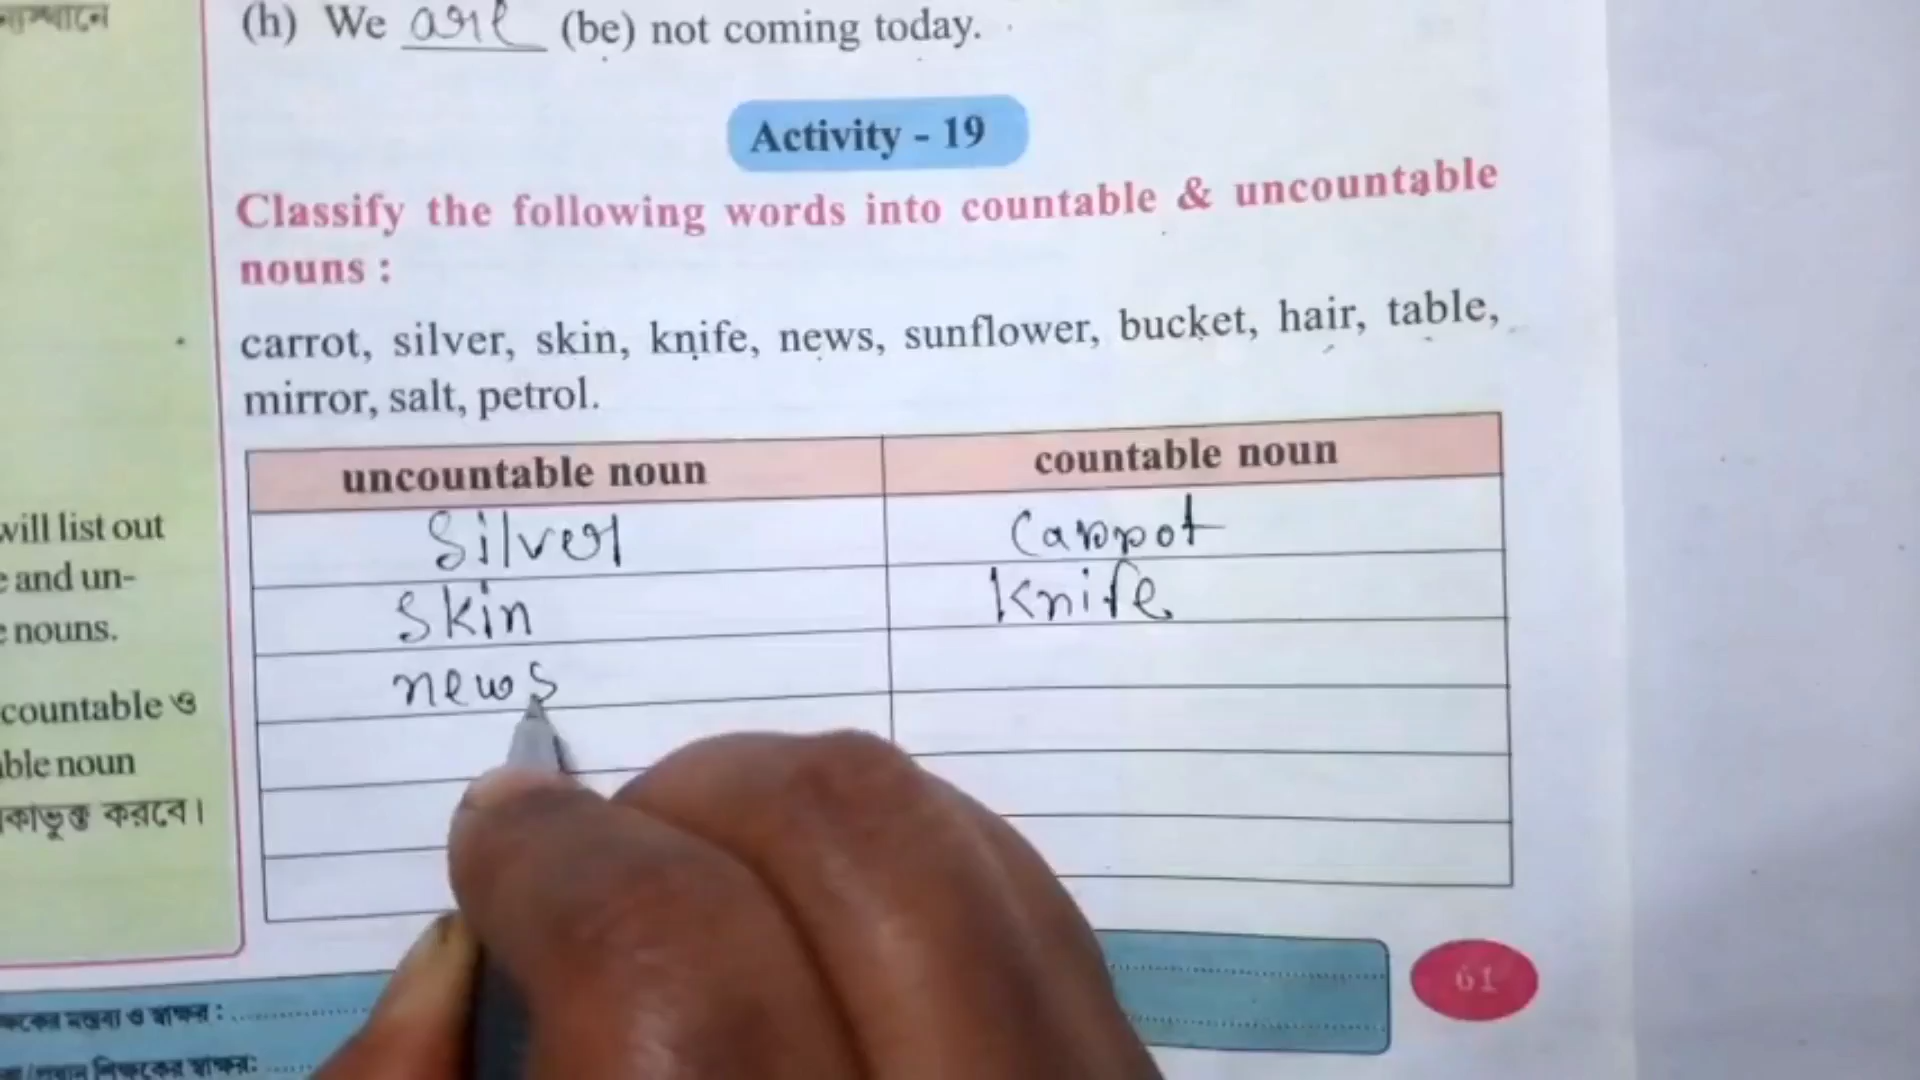 (h) We are (be) not coming today.
Activity - 19
Classify the following words into countable & uncountable
nouns :
carrot, silver, skin, knife, news, sunflower, bucket, hair, table,
mirror, salt, petrol.
uncountable noun countable noun
Silver Carrot
Skin Knife
news
will list out
and un-
nouns.
countable ও
noun
করবে।
ও স্বাক্ষর :
স্বাক্ষর:
61